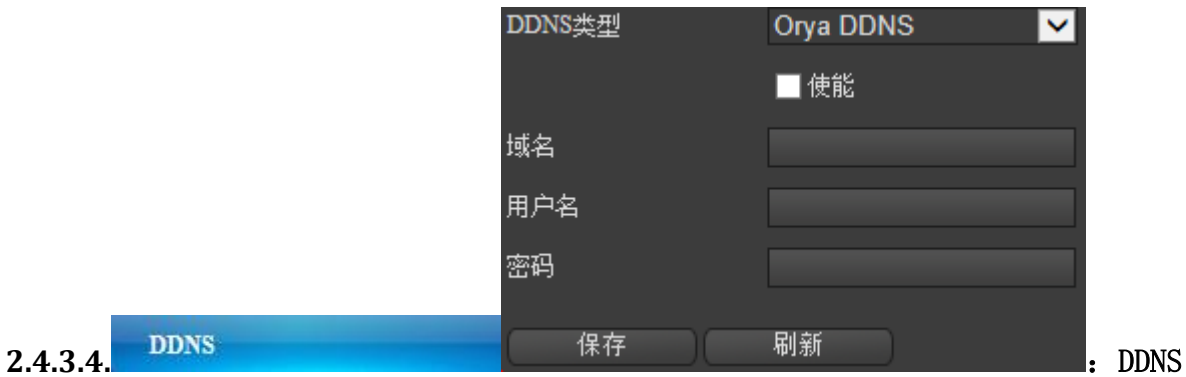 DDNS类型 Orya DDNS
使能
域名
用户名
密码
保存 刷新
2.4.3.4. DDNS ：DDNS